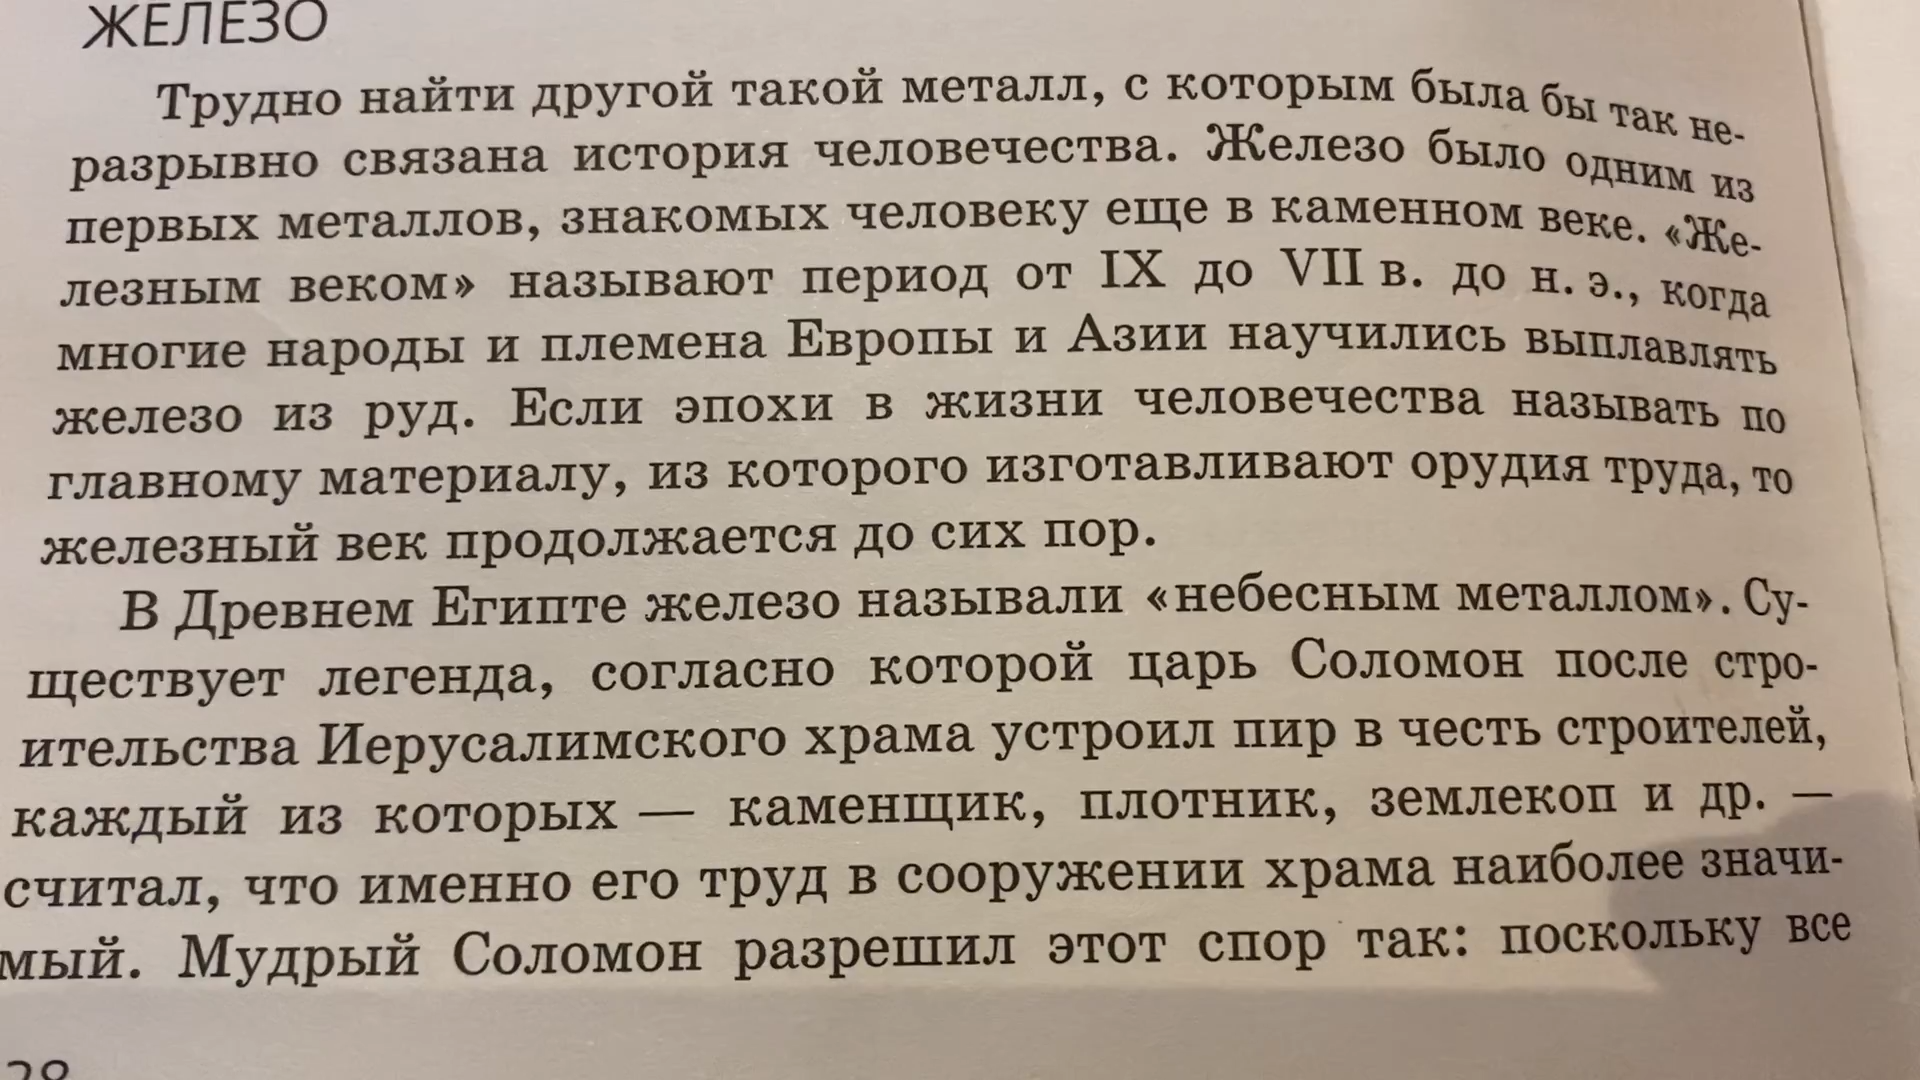 ЖЕЛЕЗО
Трудно найти другой такой металл, с которым была бы так не-
разрывно связана история человечества. Железо было одним из
первых металлов, знакомых человеку еще в каменном веке. «Же-
лезным веком» называют период от IX до VII в. до н. э., когда
многие народы и племена Европы и Азии научились выплавлять
железо из руд. Если эпохи в жизни человечества называть по
главному материалу, из которого изготавливают орудия труда, то
железный век продолжается до сих пор.
В Древнем Египте железо называли «небесным металлом». Су-
ществует легенда, согласно которой царь Соломон после стро-
ительства Иерусалимского храма устроил пир в честь строителей,
каждый из которых — каменщик, плотник, землекоп и др. —
считал, что именно его труд в сооружении храма наиболее значи-
мый. Мудрый Соломон разрешил этот спор так: поскольку все